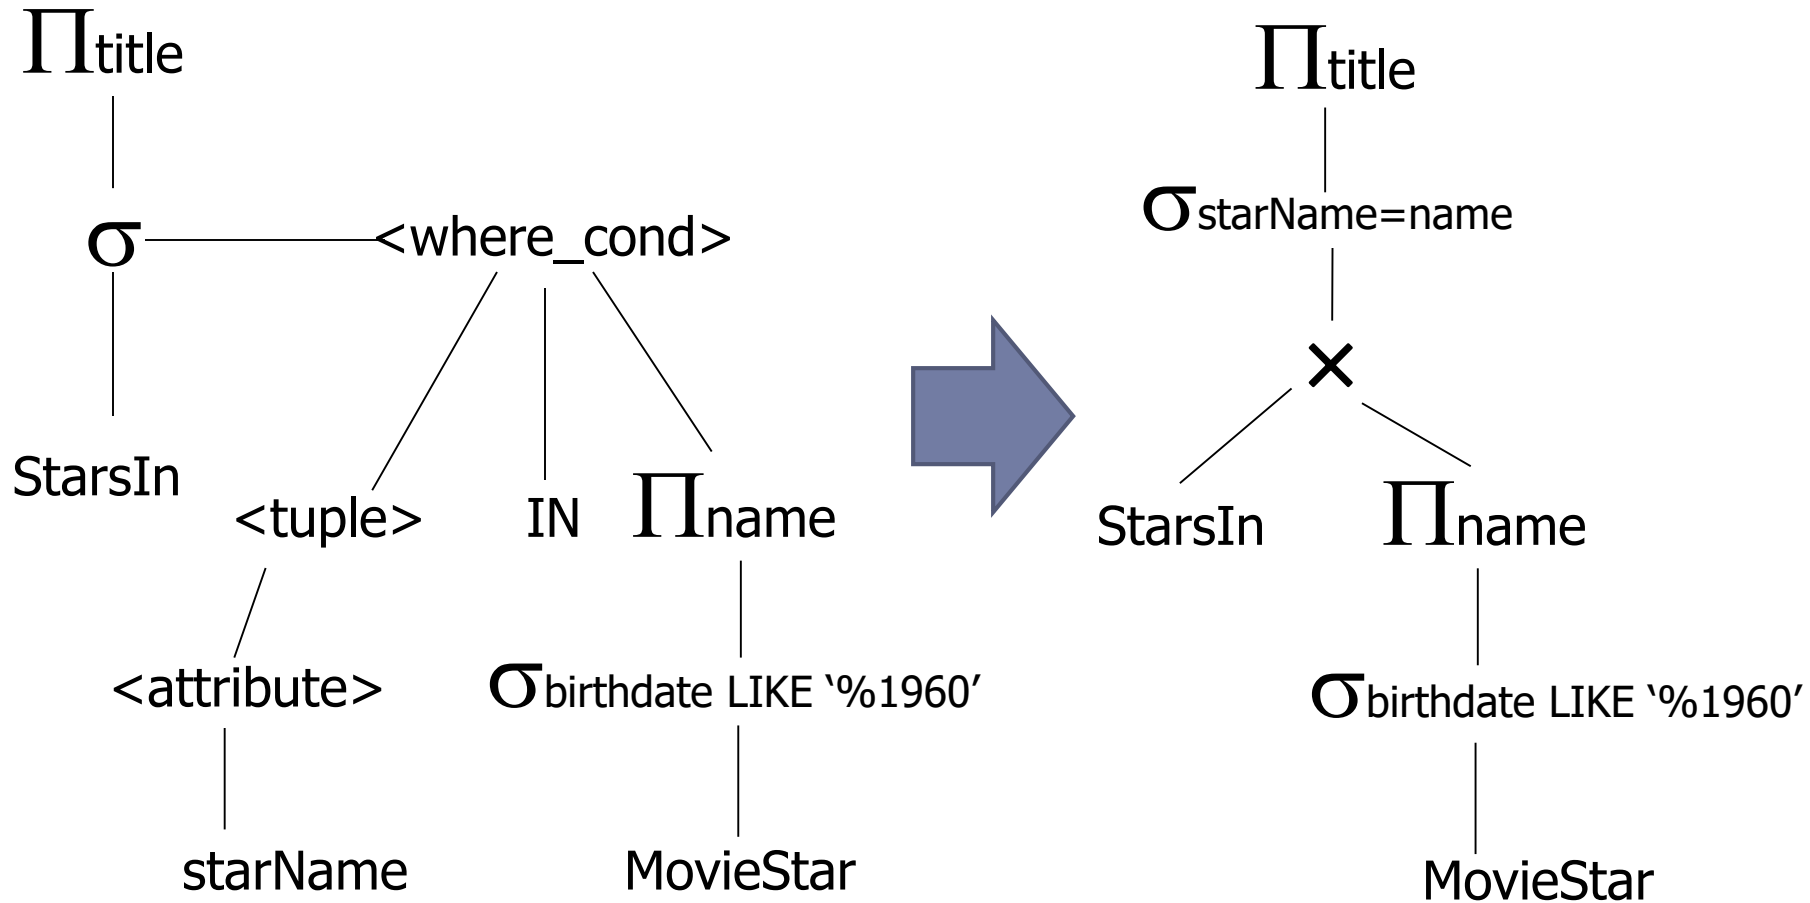 Πtitle
σ <where_cond>
StarsIn
<tuple> IN Πname
<attribute> σbirthdate LIKE ‘%1960’
starName MovieStar
Πtitle
σstarName=name
×
StarsIn Πname
σbirthdate LIKE ‘%1960’
MovieStar